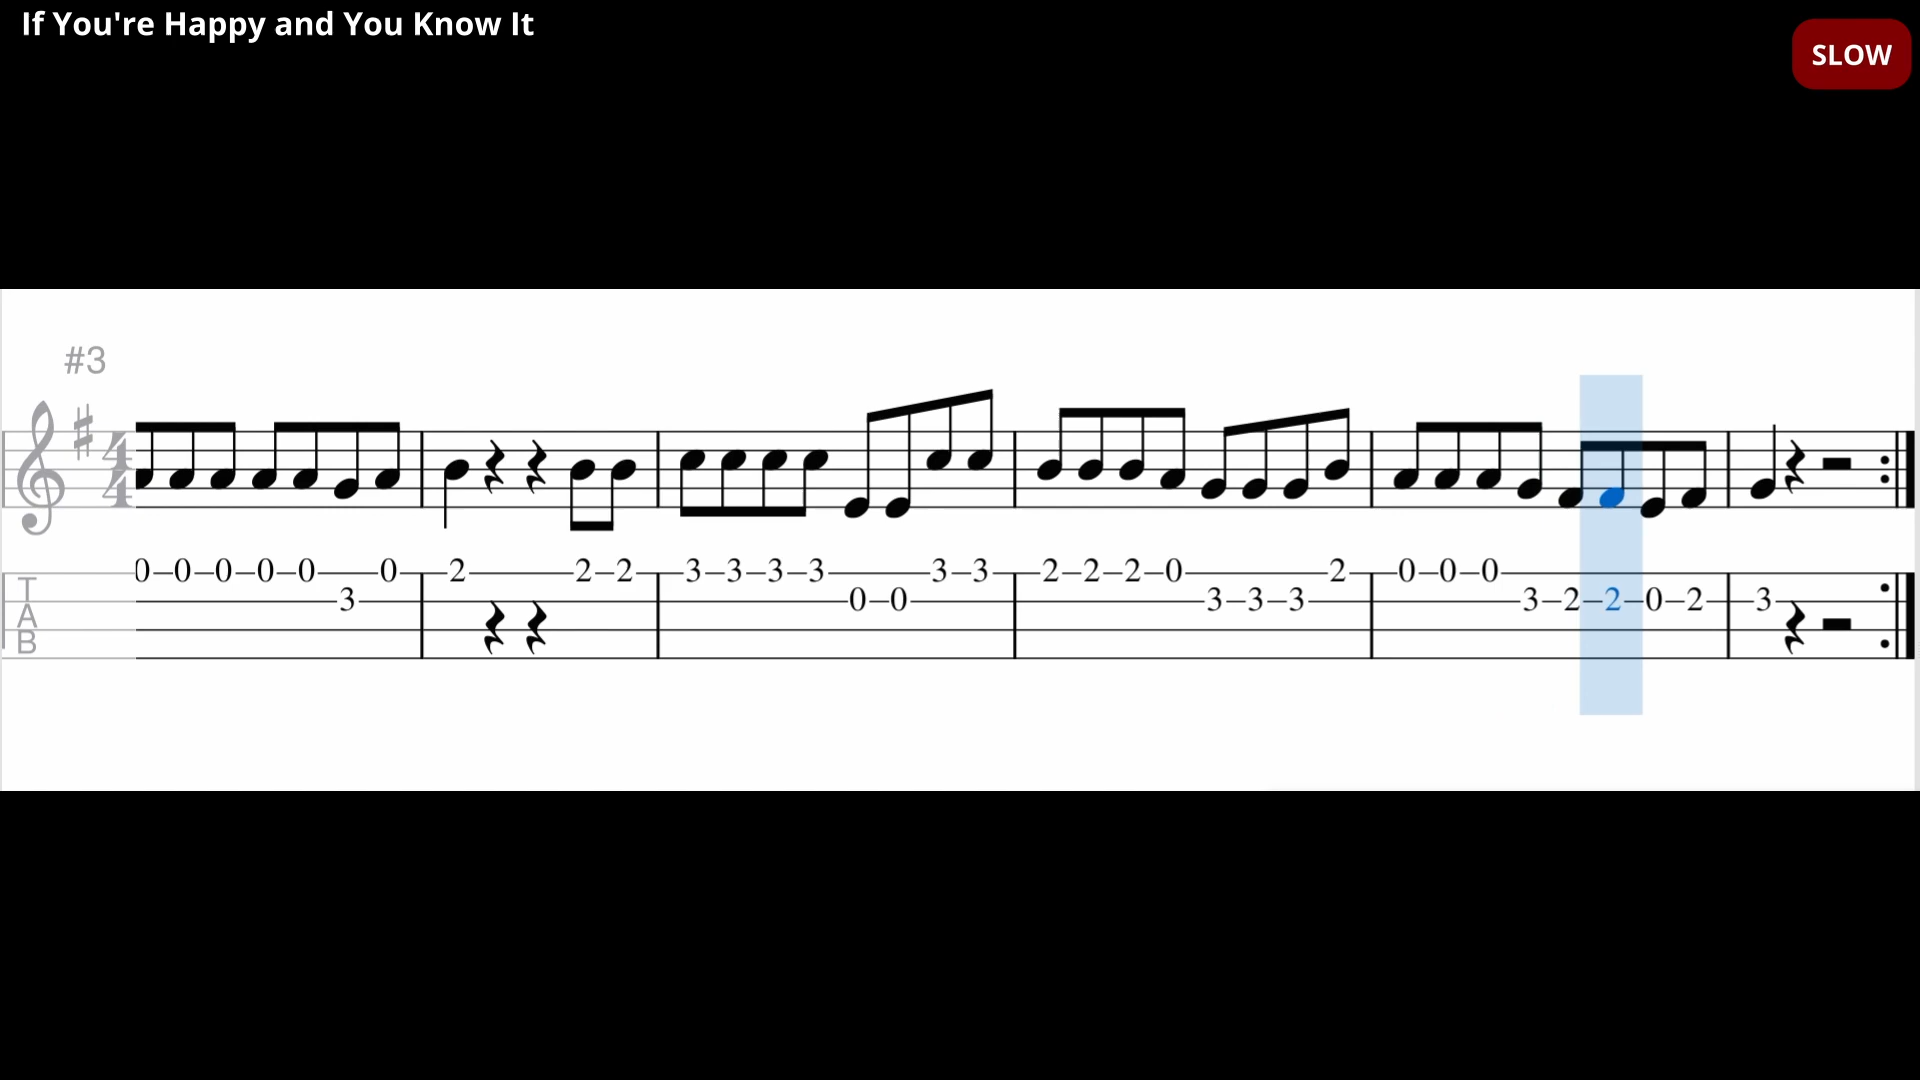 If You're Happy and You Know It
SLOW
#3
4
4
0 0 0 0 0 0 2 2 2 3 3 3 3 3 3 2 2 2 0 2 0 0 0
3 0 0 3 3 3 3 2 2 0 2 3
T
A
B